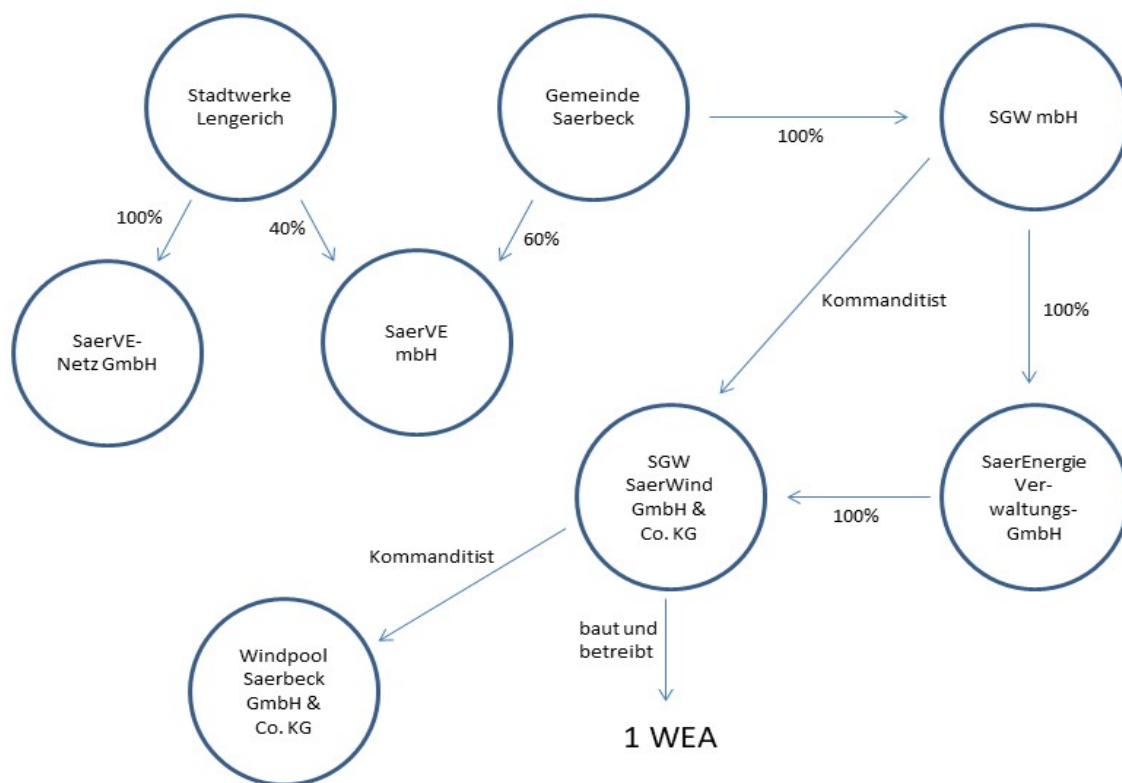 Stadtwerke
Lengerich
Gemeinde
Saerbeck
SGW mbH
100%
100%
40%
60%
SaerVE-
Netz GmbH
SaerVE
mbH
Kommanditist
100%
SGW
SaerWind
GmbH &
Co. KG
SaerEnergie
Ver-
waltungs-
GmbH
100%
Kommanditist
baut und
betreibt
Windpool
Saerbeck
GmbH &
Co. KG
1 WEA